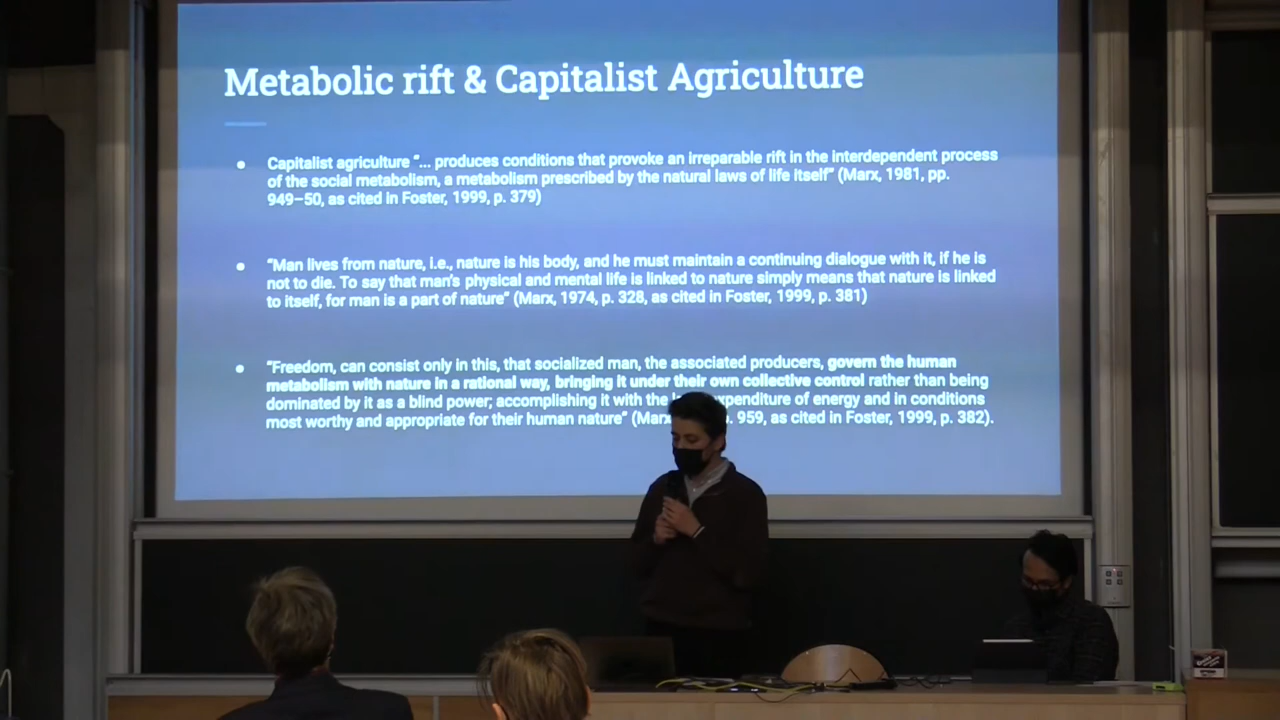 Metabolic rift & Capitalist Agriculture
● Capitalist agriculture “... produces conditions that provoke an irreparable rift in the interdependent process
of the social metabolism, a metabolism prescribed by the natural laws of life itself” (Marx, 1981, pp.
949–50, as cited in Foster, 1999, p. 379)
● “Man lives from nature, i.e., nature is his body, and he must maintain a continuing dialogue with it, if he is
not to die. To say that man’s physical and mental life is linked to nature simply means that nature is linked
to itself, for man is a part of nature” (Marx, 1974, p. 328, as cited in Foster, 1999, p. 381)
● “Freedom, can consist only in this, that socialized man, the associated producers, govern the human
metabolism with nature in a rational way, bringing it under their own collective control rather than being
dominated by it as a blind power; accomplishing it with the expenditure of energy and in conditions
most worthy and appropriate for their human nature” (Marx 959, as cited in Foster, 1999, p. 382).